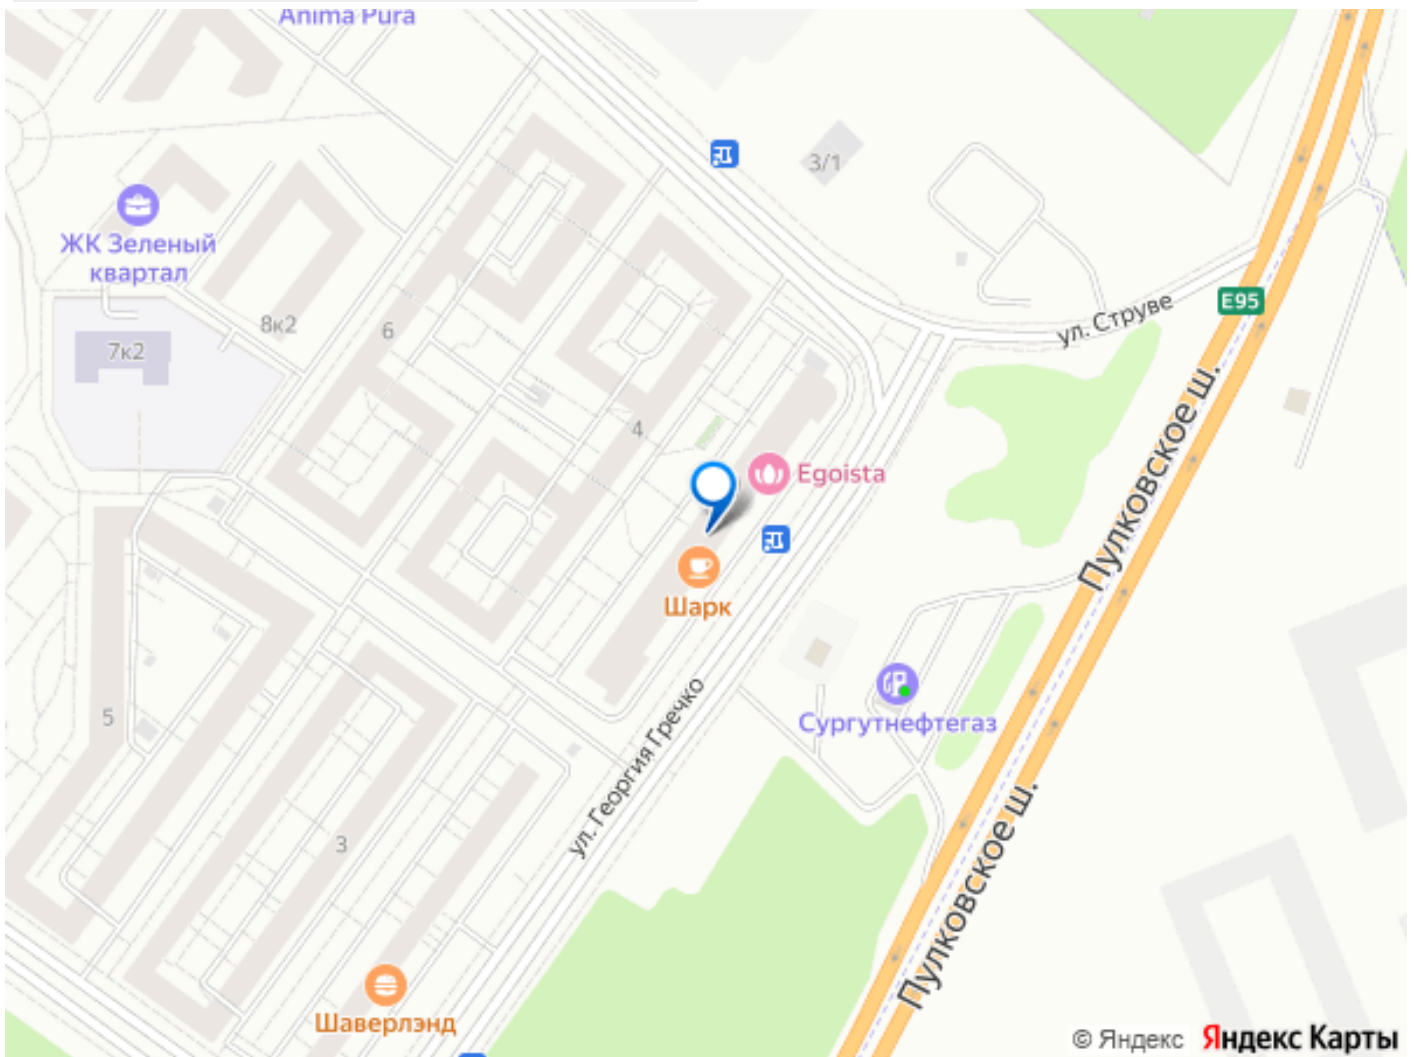 Anima Pura
3/1
ЖК Зеленый
квартал
8к2
6
7к2
ул. Струве
E95
4
Egoista
Пулковское ш.
Шарк
Сургутнефтегаз
5
ул. Георгия Гречко
3
Пулковское ш.
Шаверлэнд
© Яндекс Яндекс Карты